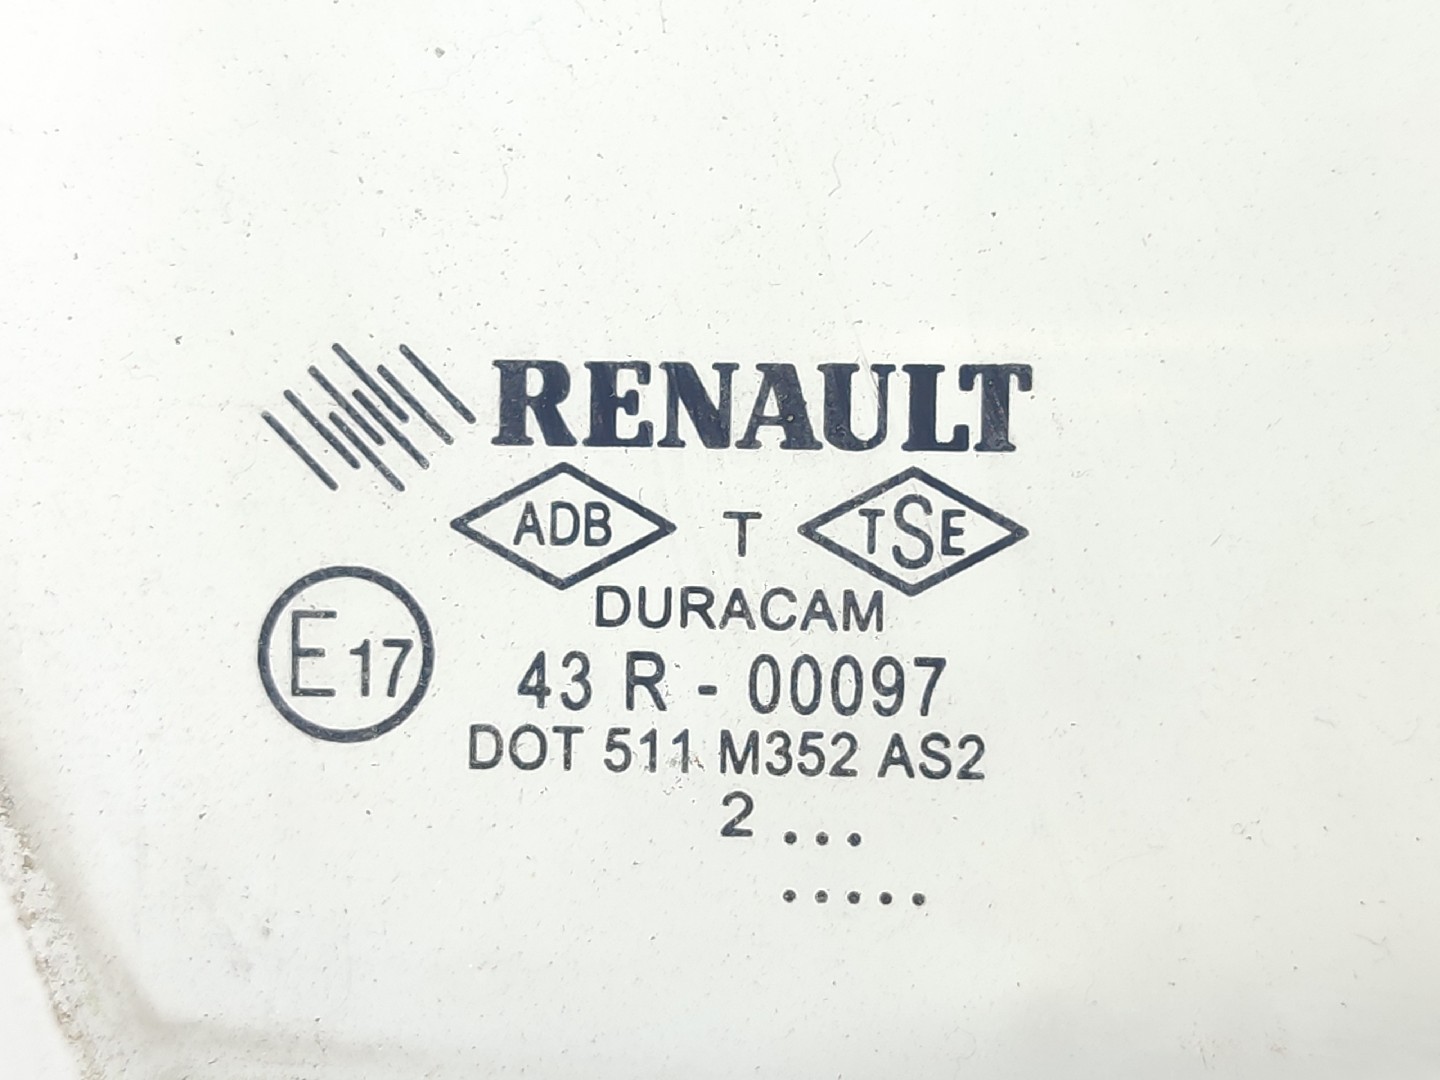 RENAULT
ADB T TSE
DURACAM
E17
43 R - 00097
DOT 511 M352 AS2
2 ...
.....